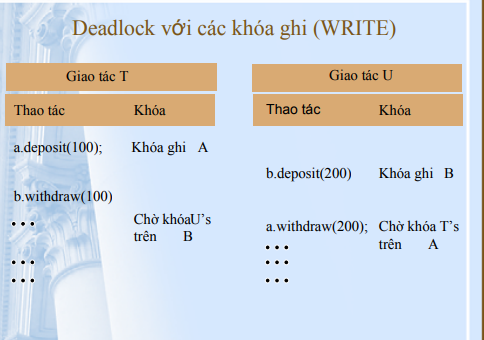 Deadlock với các khóa ghi (WRITE)
Giao tác T
Giao tác U
Thao tác Khóa
Thao tác Khóa
a.deposit(100); Khóa ghi A
b.deposit(200) Khóa ghi B
b.withdraw(100)
• • • Chờ khóaU's
trên B
a.withdraw(200); Chờ khóa T's
• • • trên A
• • •
• • •
• • •
• • •